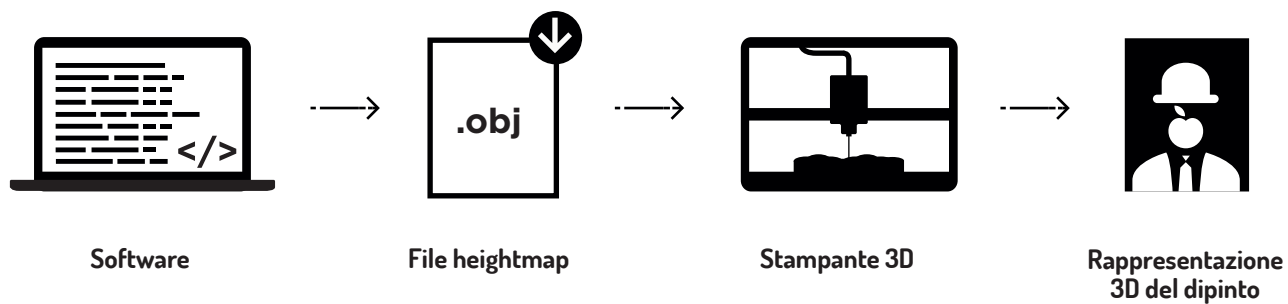 </>
.obj
Software
File heightmap
Stampante 3D
Rappresentazione
3D del dipinto